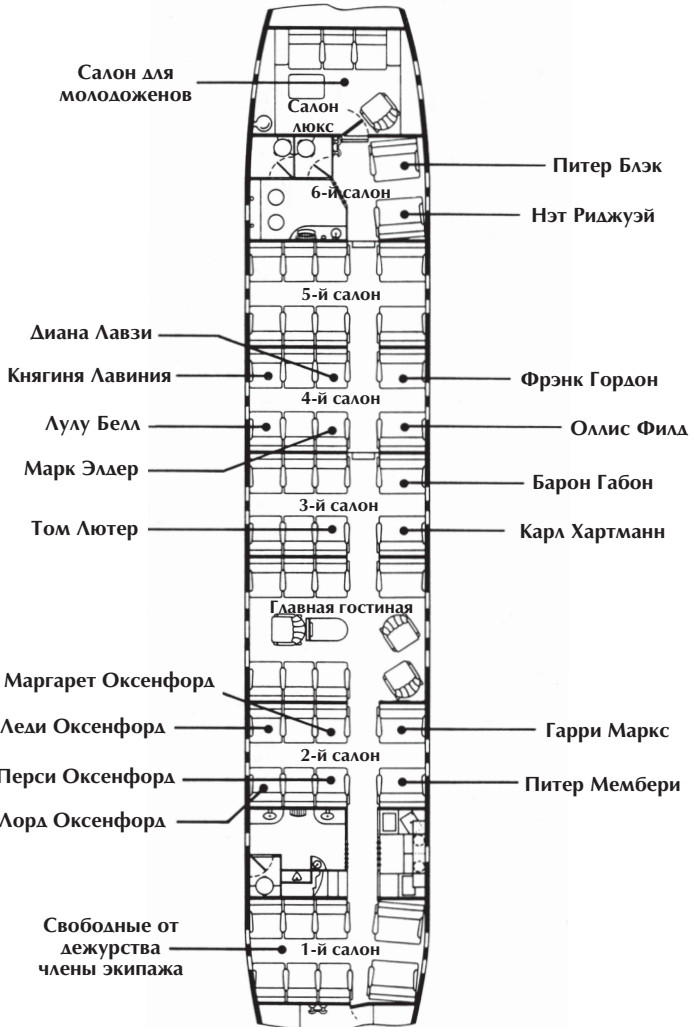 Салон для
молодоженов
Салон
люкс
Питер Блэк
6-й салон
Нэт Риджуэй
5-й салон
Диана Лавзи
Княгиня Лавиния
Фрэнк Гордон
4-й салон
Лулу Белл
Оллис Филд
Марк Элдер
Барон Габон
3-й салон
Том Лютер
Карл Хартманн
Главная гостиная
Маргарет Оксенфорд
Леди Оксенфорд
Гарри Маркс
2-й салон
Перси Оксенфорд
Питер Мембери
Лорд Оксенфорд
Свободные от
дежурства
члены экипажа
1-й салон